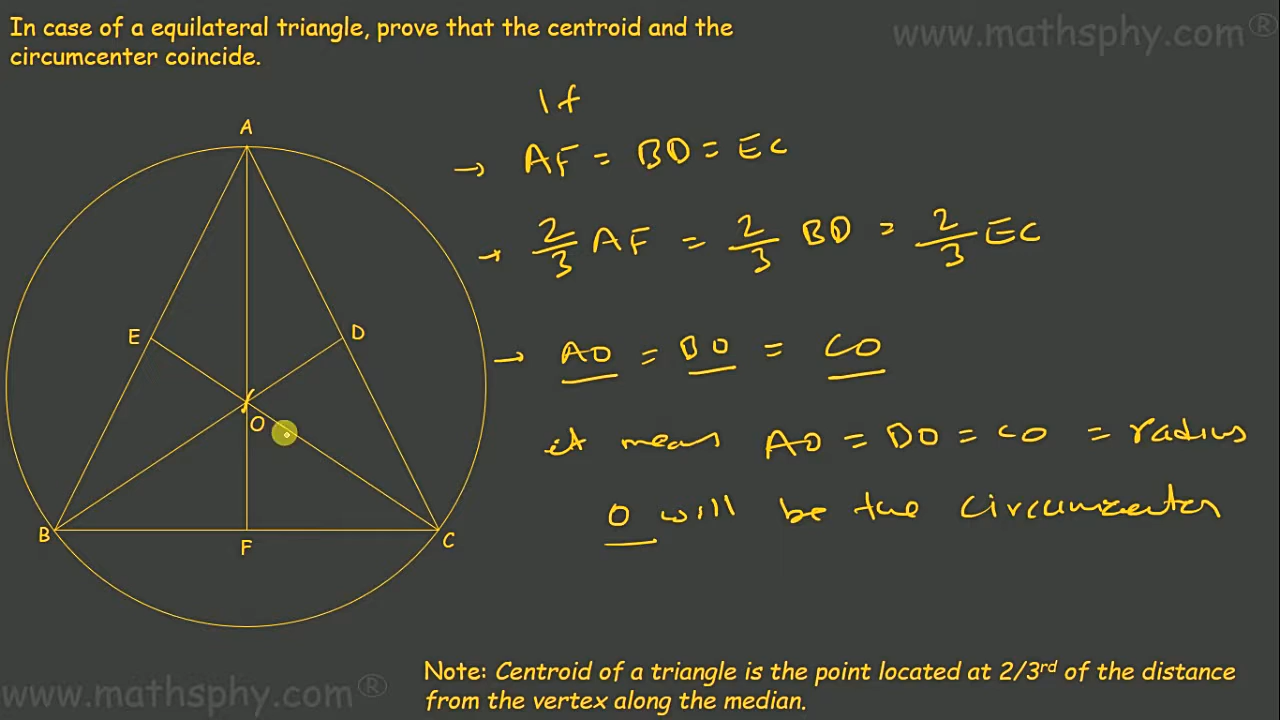 In case of a equilateral triangle, prove that the centroid and the
circumcenter coincide.
www.mathsphy.com®
If
→ AF = BD = EC
→ 2/3 AF = 2/3 BD = 2/3 EC
→ AO = BO = CO
it mean AO = BO = CO = radius
O will be the circumcenter
A
E
D
O
B
F
C
Note: Centroid of a triangle is the point located at 2/3rd of the distance
from the vertex along the median.
www.mathsphy.com®